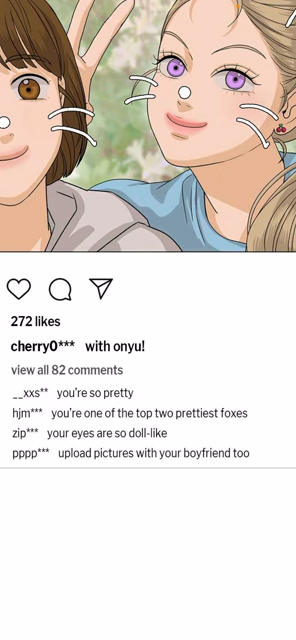 272 likes
cherry0*** with onyu!
view all 82 comments
__xxs** you're so pretty
hjm*** you're one of the top two prettiest foxes
zip*** your eyes are so doll-like
pppp*** upload pictures with your boyfriend too